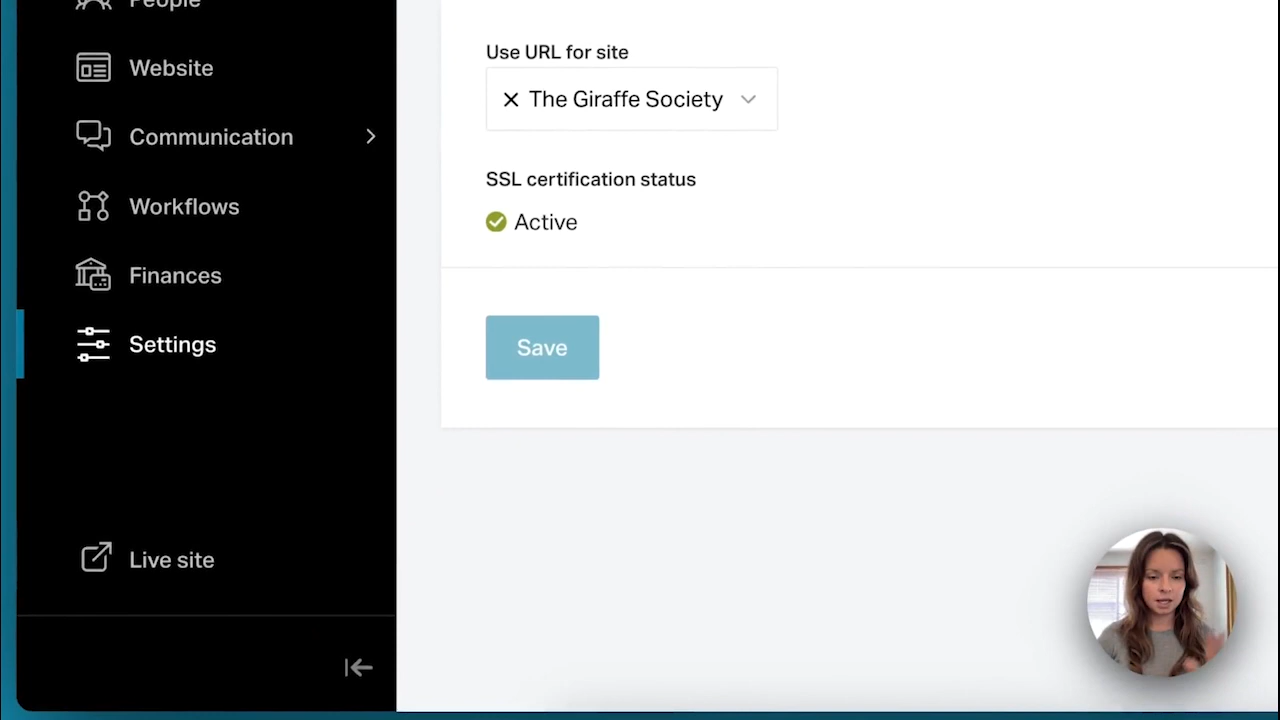 People
Website
Communication
Workflows
Finances
Settings
Live site
Use URL for site
The Giraffe Society
SSL certification status
Active
Save